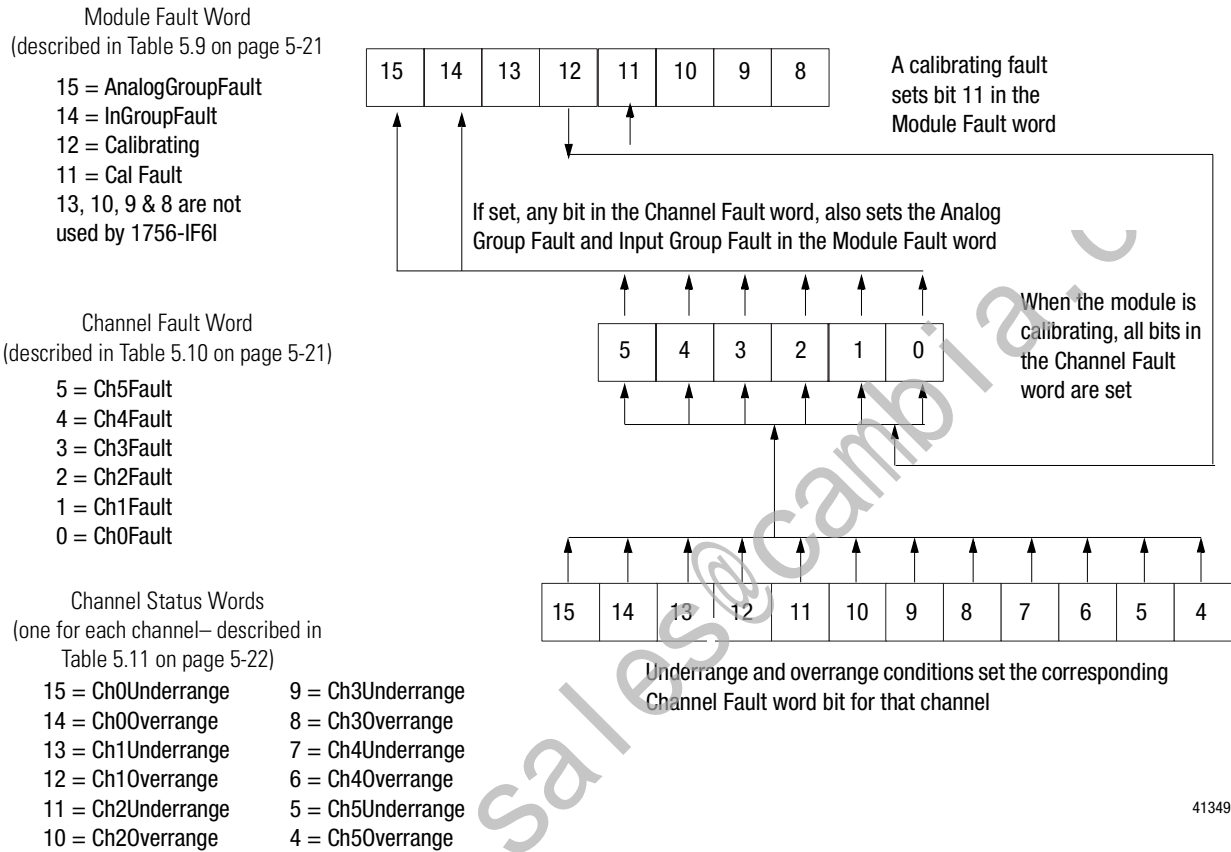 Module Fault Word
(described in Table 5.9 on page 5-21
15 = AnalogGroupFault
14 = InGroupFault
12 = Calibrating
11 = Cal Fault
13, 10, 9 & 8 are not
used by 1756-IF6I
15 14 13 12 11 10 9 8
A calibrating fault
sets bit 11 in the
Module Fault word
If set, any bit in the Channel Fault word, also sets the Analog
Group Fault and Input Group Fault in the Module Fault word
Channel Fault Word
(described in Table 5.10 on page 5-21)
5 = Ch5Fault
4 = Ch4Fault
3 = Ch3Fault
2 = Ch2Fault
1 = Ch1Fault
0 = Ch0Fault
5 4 3 2 1 0
When the module is
calibrating, all bits in
the Channel Fault
word are set
Channel Status Words
(one for each channel– described in
Table 5.11 on page 5-22)
15 = Ch0Underrange
14 = Ch0Overrange
13 = Ch1Underrange
12 = Ch1Overrange
11 = Ch2Underrange
10 = Ch2Overrange
9 = Ch3Underrange
8 = Ch3Overrange
7 = Ch4Underrange
6 = Ch4Overrange
5 = Ch5Underrange
4 = Ch5Overrange
15 14 13 12 11 10 9 8 7 6 5 4
Underrange and overrange conditions set the corresponding
Channel Fault word bit for that channel
41349
sales@cambia.c